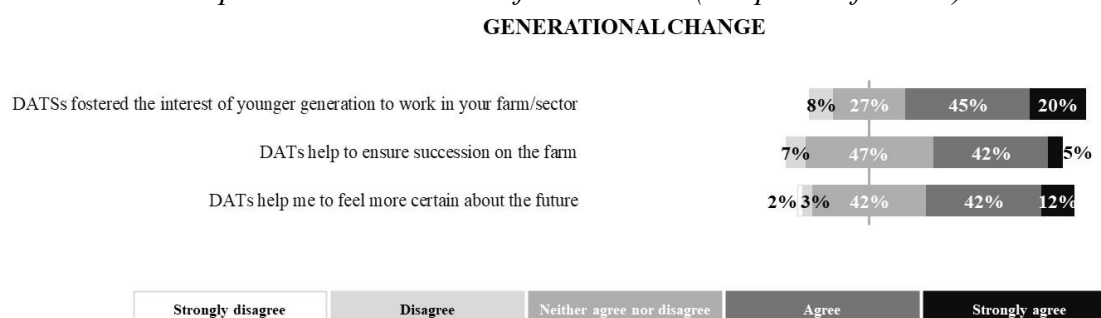 GENERATIONAL CHANGE
DATSs fostered the interest of younger generation to work in your farm/sector
8% 27% 45% 20%
DATs help to ensure succession on the farm
7% 47% 42% 5%
DATs help me to feel more certain about the future
2% 3% 42% 42% 12%
Strongly disagree Disagree Neither agree nor disagree Agree Strongly agree